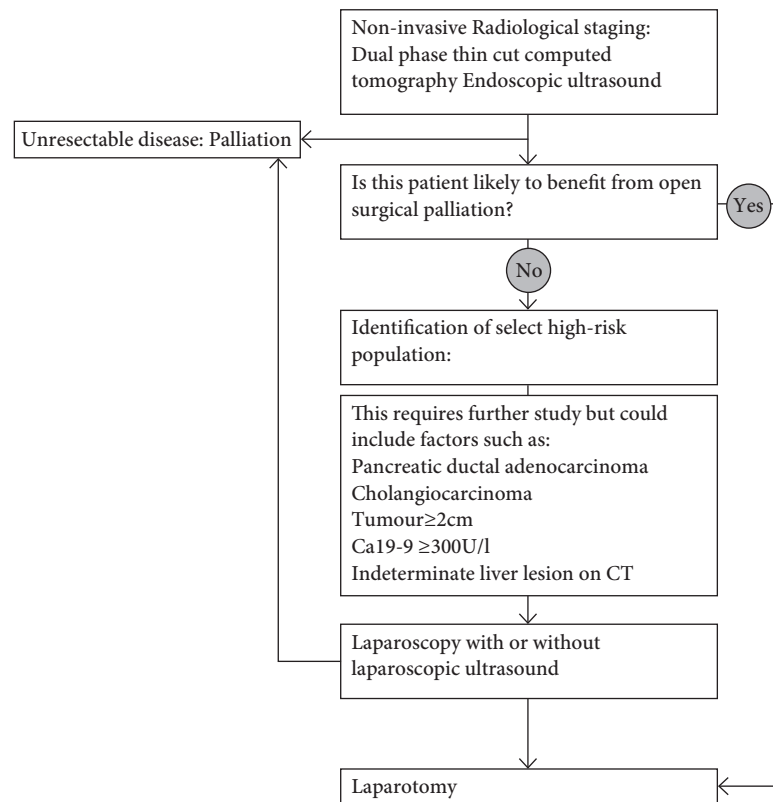 Non-invasive Radiological staging:
Dual phase thin cut computed
tomography Endoscopic ultrasound
Unresectable disease: Palliation
Is this patient likely to benefit from open
surgical palliation?
Yes
No
Identification of select high-risk
population:
This requires further study but could
include factors such as:
Pancreatic ductal adenocarcinoma
Cholangiocarcinoma
Tumour≥2cm
Ca19-9 ≥300U/l
Indeterminate liver lesion on CT
Laparoscopy with or without
laparoscopic ultrasound
Laparotomy